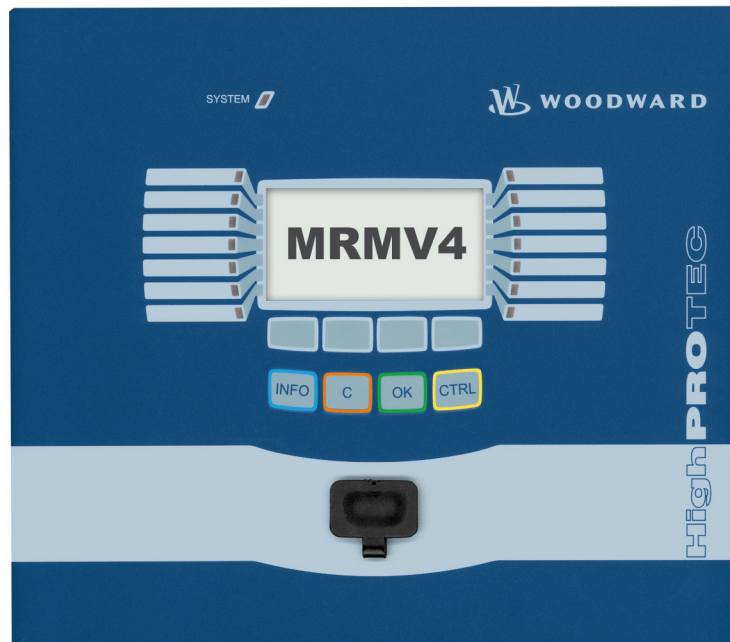 SYSTEM
WOODWARD
MRMV4
INFO
C
OK
CTRL
HighPROTEC